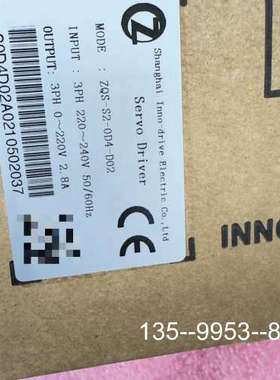 Shanghai Inno-drive Electric Co.,Ltd
Servo Driver
MODE: ZQS-S2-0D4-D02
INPUT: 3PH 220~240V 50/60Hz
OUTPUT: 3PH 0~220V 2.8A
CE
0D4D02A0210502037
INNO
135--9953--8